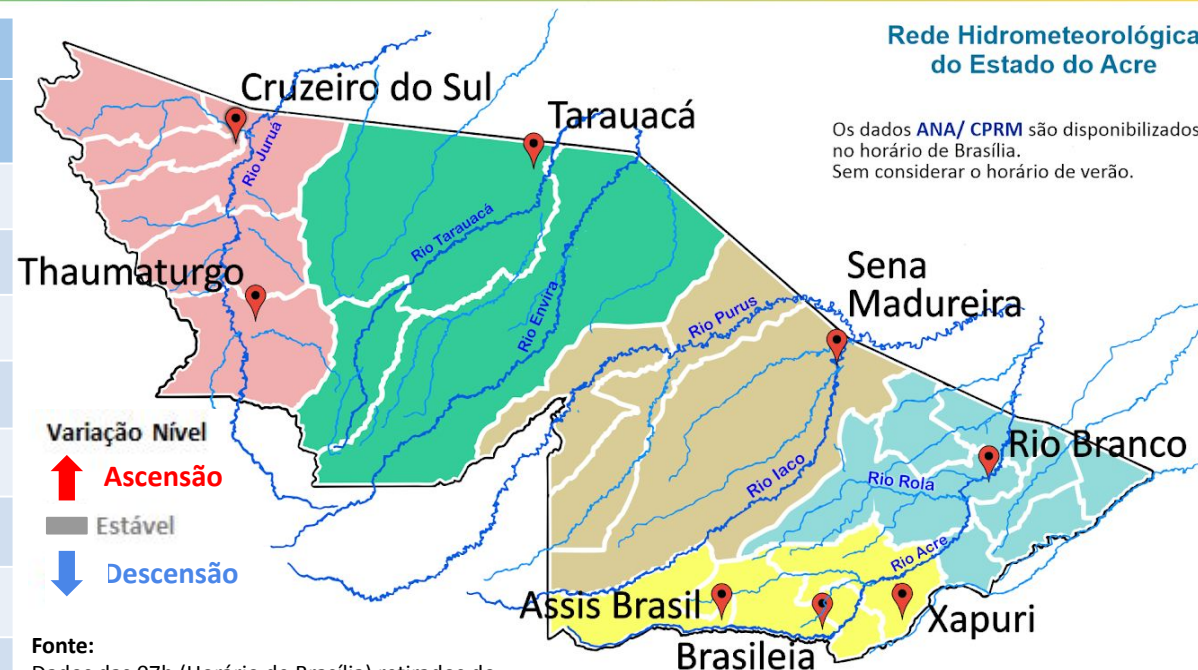 Rede Hidrometeorológica
do Estado do Acre
Os dados ANA/ CPRM são disponibilizados
no horário de Brasília.
Sem considerar o horário de verão.
Cruzeiro do Sul
Tarauacá
Rio Juruá
Rio Tarauacá
Thaumaturgo
Rio Envira
Sena
Madureira
Rio Purus
Rio Branco
Rio Iaco
Rio Rola
Rio Acre
Assis Brasil
Xapuri
Brasileia
Variação Nível
Ascensão
Estável
Descensão
Fonte: